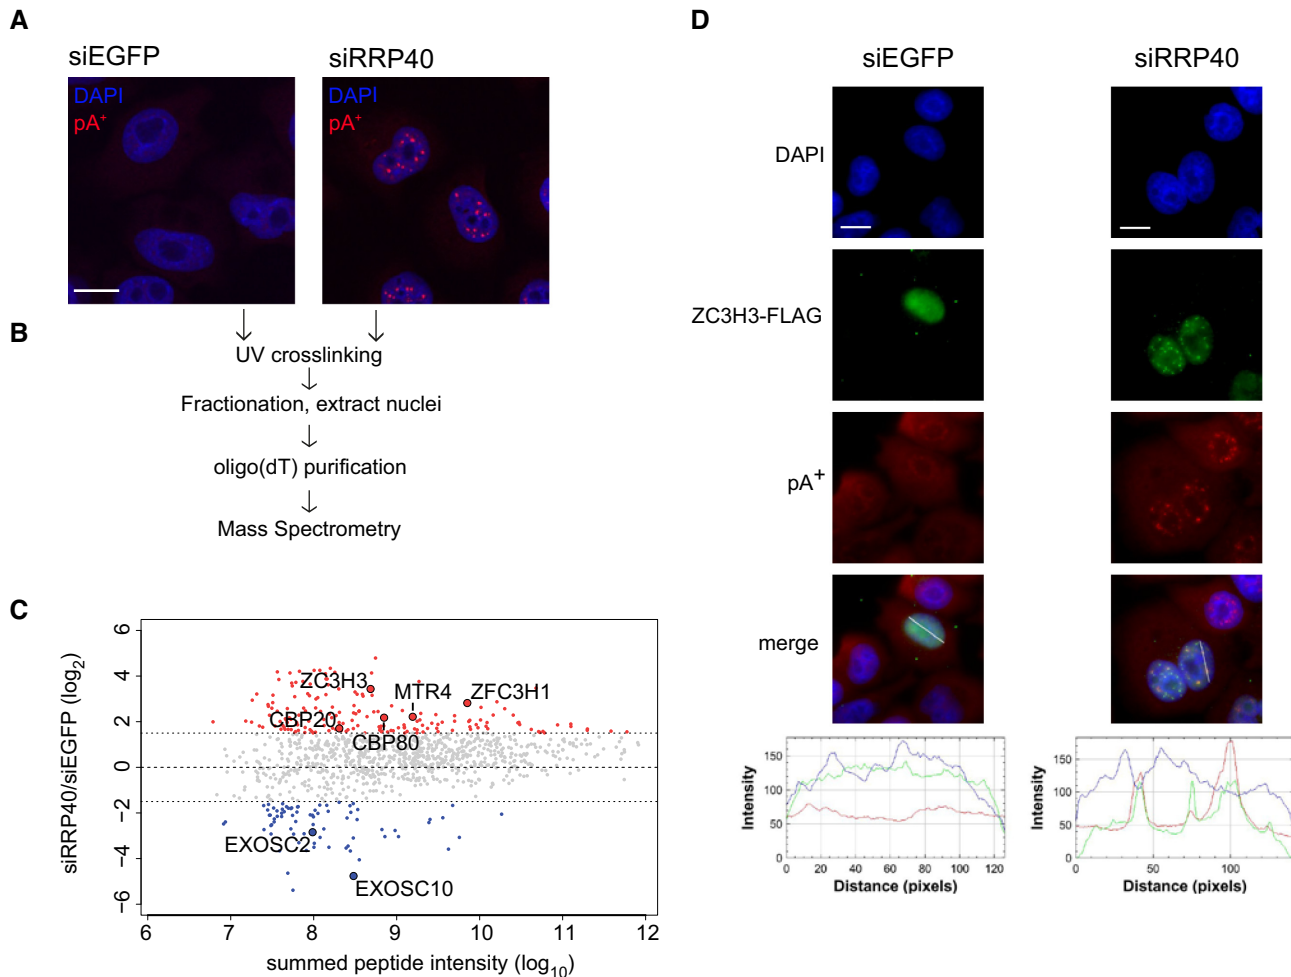 A
siEGFP
siRRP40
DAPI
pA⁺
DAPI
pA⁺
B
UV crosslinking
Fractionation, extract nuclei
oligo(dT) purification
Mass Spectrometry
C
siRRP40/siEGFP (log₂)
6
4
2
0
−2
−4
−6
ZC3H3
MTR4
ZFC3H1
CBP20
CBP80
EXOSC2
EXOSC10
6 7 8 9 10 11 12
summed peptide intensity (log₁₀)
D
siEGFP
siRRP40
DAPI
ZC3H3-FLAG
pA⁺
merge
Intensity
150
100
50
0
0 20 40 60 80 100 120
Distance (pixels)
Intensity
150
100
50
0
0 50 100
Distance (pixels)